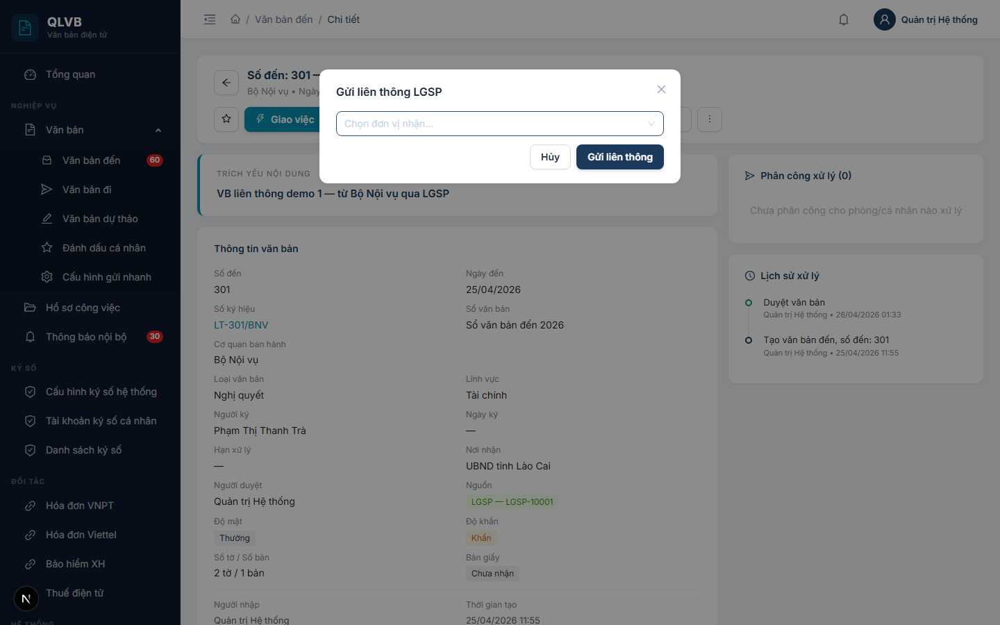 QLVB
Văn bản điện tử
Tổng quan
NGHIỆP VỤ
Văn bản
Văn bản đến 60
Văn bản đi
Văn bản dự thảo
Đánh dấu cá nhân
Cấu hình gửi nhanh
Hồ sơ công việc
Thông báo nội bộ 30
KÝ SỐ
Cấu hình ký số hệ thống
Tài khoản ký số cá nhân
Danh sách ký số
ĐỐI TÁC
Hóa đơn VNPT
Hóa đơn Viettel
Bảo hiểm XH
Thuế điện tử
N
HỆ THỐNG
/ Văn bản đến / Chi tiết
Quản trị Hệ thống
Số đến: 301 —
Bộ Nội vụ • Ngày
Giao việc
Gửi liên thông LGSP
Chọn đơn vị nhận...
Hủy
Gửi liên thông
TRÍCH YẾU NỘI DUNG
VB liên thông demo 1 — từ Bộ Nội vụ qua LGSP
Thông tin văn bản
Số đến
301
Ngày đến
25/04/2026
Số ký hiệu
LT-301/BNV
Sổ văn bản
Sổ văn bản đến 2026
Cơ quan ban hành
Bộ Nội vụ
Loại văn bản
Nghị quyết
Lĩnh vực
Tài chính
Người ký
Phạm Thị Thanh Trà
Ngày ký
—
Hạn xử lý
—
Nơi nhận
UBND tỉnh Lào Cai
Người duyệt
Quản trị Hệ thống
Nguồn
LGSP — LGSP-10001
Độ mật
Thường
Độ khẩn
Khẩn
Số tờ / Số bản
2 tờ / 1 bản
Bản giấy
Chưa nhận
Người nhập
Quản trị Hệ thống
Thời gian tạo
25/04/2026 11:55
Phân công xử lý (0)
Chưa phân công cho phòng/cá nhân nào xử lý
Lịch sử xử lý
Duyệt văn bản
Quản trị Hệ thống • 26/04/2026 01:33
Tạo văn bản đến, số đến: 301
Quản trị Hệ thống • 25/04/2026 11:55